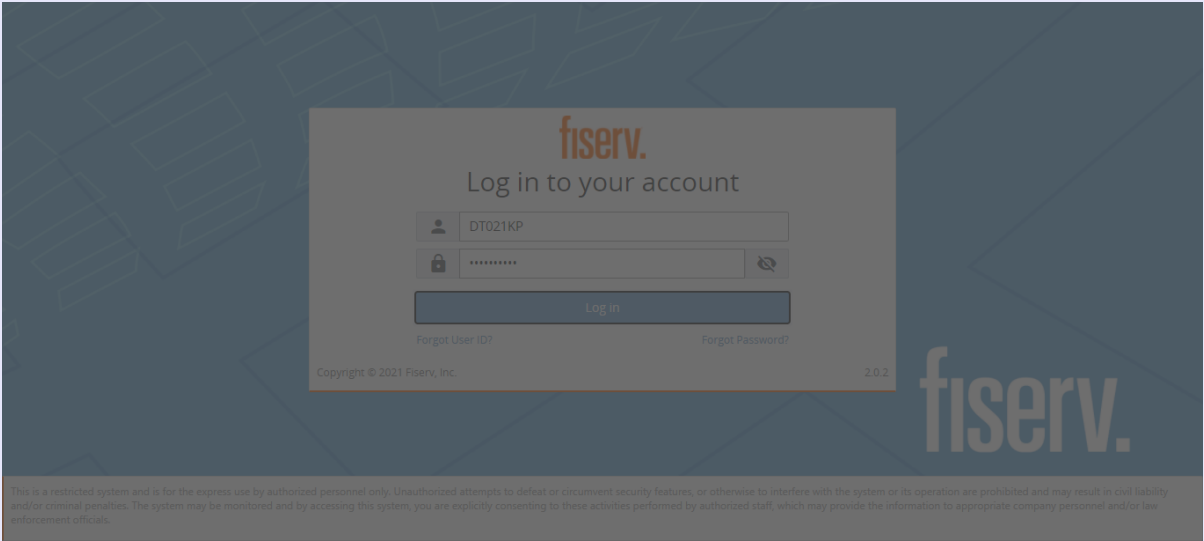 fiserv.
Log in to your account
DT021KP
••••••••••
Log in
Forgot User ID? Forgot Password?
Copyright © 2021 Fiserv, Inc. 2.0.2
fiserv.
This is a restricted system and is for the express use by authorized personnel only. Unauthorized attempts to defeat or circumvent security features, or otherwise to interfere with the system or its operation are prohibited and may result in civil liability
and/or criminal penalties. The system may be monitored and by accessing this system, you are explicitly consenting to these activities performed by authorized staff, which may provide the information to appropriate company personnel and/or law
enforcement officials.